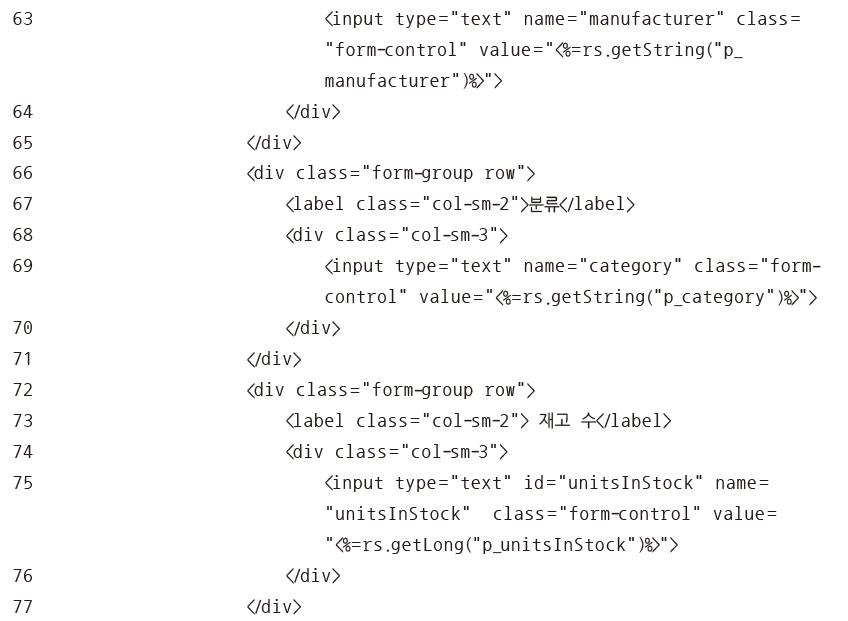 63 <input type="text" name="manufacturer" class=
"form-control" value="<%=rs.getString("p_
manufacturer")%>">
64 </div>
65 </div>
66 <div class="form-group row">
67 <label class="col-sm-2">분류</label>
68 <div class="col-sm-3">
69 <input type="text" name="category" class="form-
control" value="<%=rs.getString("p_category")%>">
70 </div>
71 </div>
72 <div class="form-group row">
73 <label class="col-sm-2"> 재고 수</label>
74 <div class="col-sm-3">
75 <input type="text" id="unitsInStock" name=
"unitsInStock"  class="form-control" value=
"<%=rs.getLong("p_unitsInStock")%>">
76 </div>
77 </div>